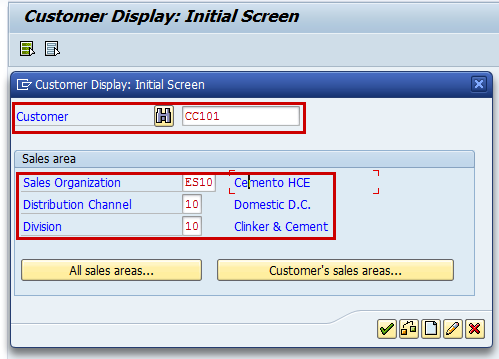 Customer Display: Initial Screen
Customer Display: Initial Screen
Customer CC101
Sales area
Sales Organization ES10 Cemento HCE
Distribution Channel 10 Domestic D.C.
Division 10 Clinker & Cement
All sales areas... Customer's sales areas...